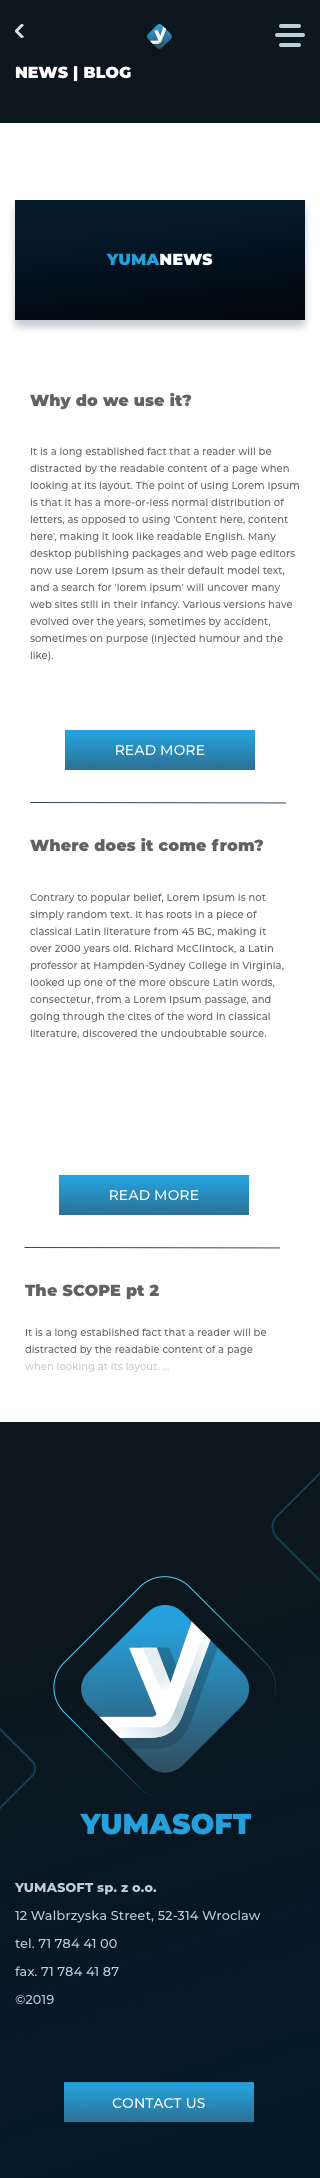 NEWS | BLOG
YUMANEWS
Why do we use it?
It is a long established fact that a reader will be
distracted by the readable content of a page when
looking at its layout. The point of using Lorem Ipsum
is that it has a more-or-less normal distribution of
letters, as opposed to using 'Content here, content
here', making it look like readable English. Many
desktop publishing packages and web page editors
now use Lorem Ipsum as their default model text,
and a search for 'lorem ipsum' will uncover many
web sites still in their infancy. Various versions have
evolved over the years, sometimes by accident,
sometimes on purpose (injected humour and the
like).
READ MORE
Where does it come from?
Contrary to popular belief, Lorem Ipsum is not
simply random text. It has roots in a piece of
classical Latin literature from 45 BC, making it
over 2000 years old. Richard McClintock, a Latin
professor at Hampden-Sydney College in Virginia,
looked up one of the more obscure Latin words,
consectetur, from a Lorem Ipsum passage, and
going through the cites of the word in classical
literature, discovered the undoubtable source.
READ MORE
The SCOPE pt 2
It is a long established fact that a reader will be
distracted by the readable content of a page
when looking at its layout. ...
y
YUMASOFT
YUMASOFT sp. z o.o.
12 Walbrzyska Street, 52-314 Wroclaw
tel. 71 784 41 00
fax. 71 784 41 87
©2019
CONTACT US